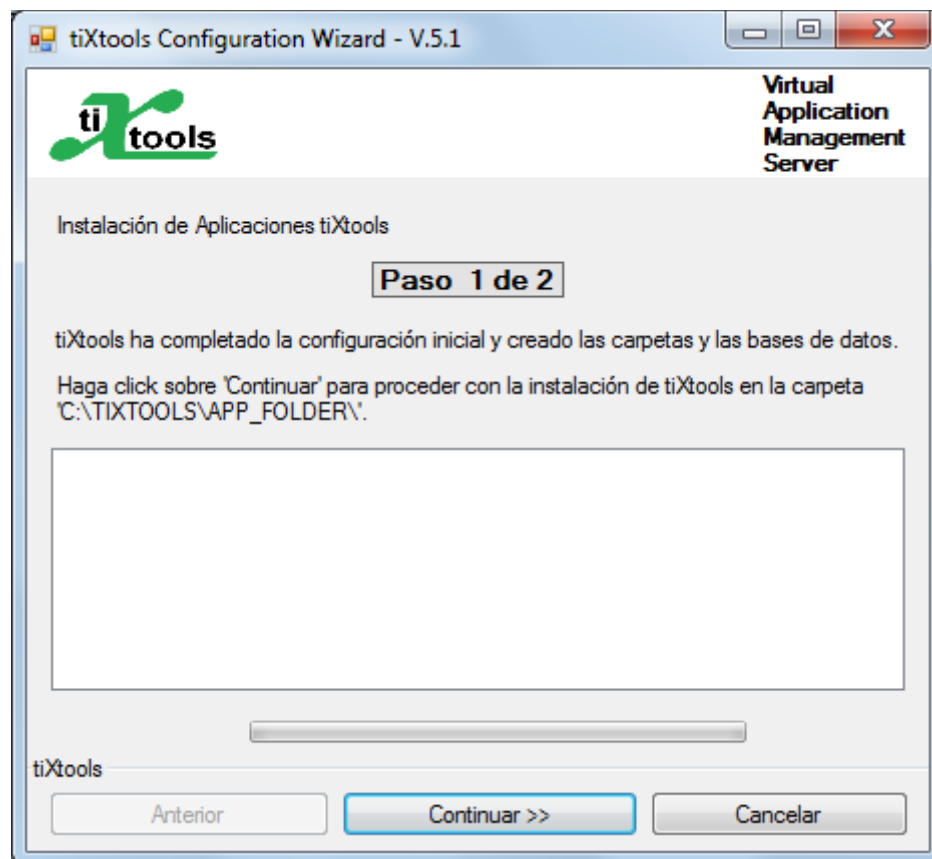 tiXtools Configuration Wizard - V.5.1
tiXtools
Virtual
Application
Management
Server
Instalación de Aplicaciones tiXtools
Paso 1 de 2
tiXtools ha completado la configuración inicial y creado las carpetas y las bases de datos.
Haga click sobre 'Continuar' para proceder con la instalación de tiXtools en la carpeta
'C:\TIXTOOLS\APP_FOLDER\'.
tiXtools
Anterior
Continuar >>
Cancelar